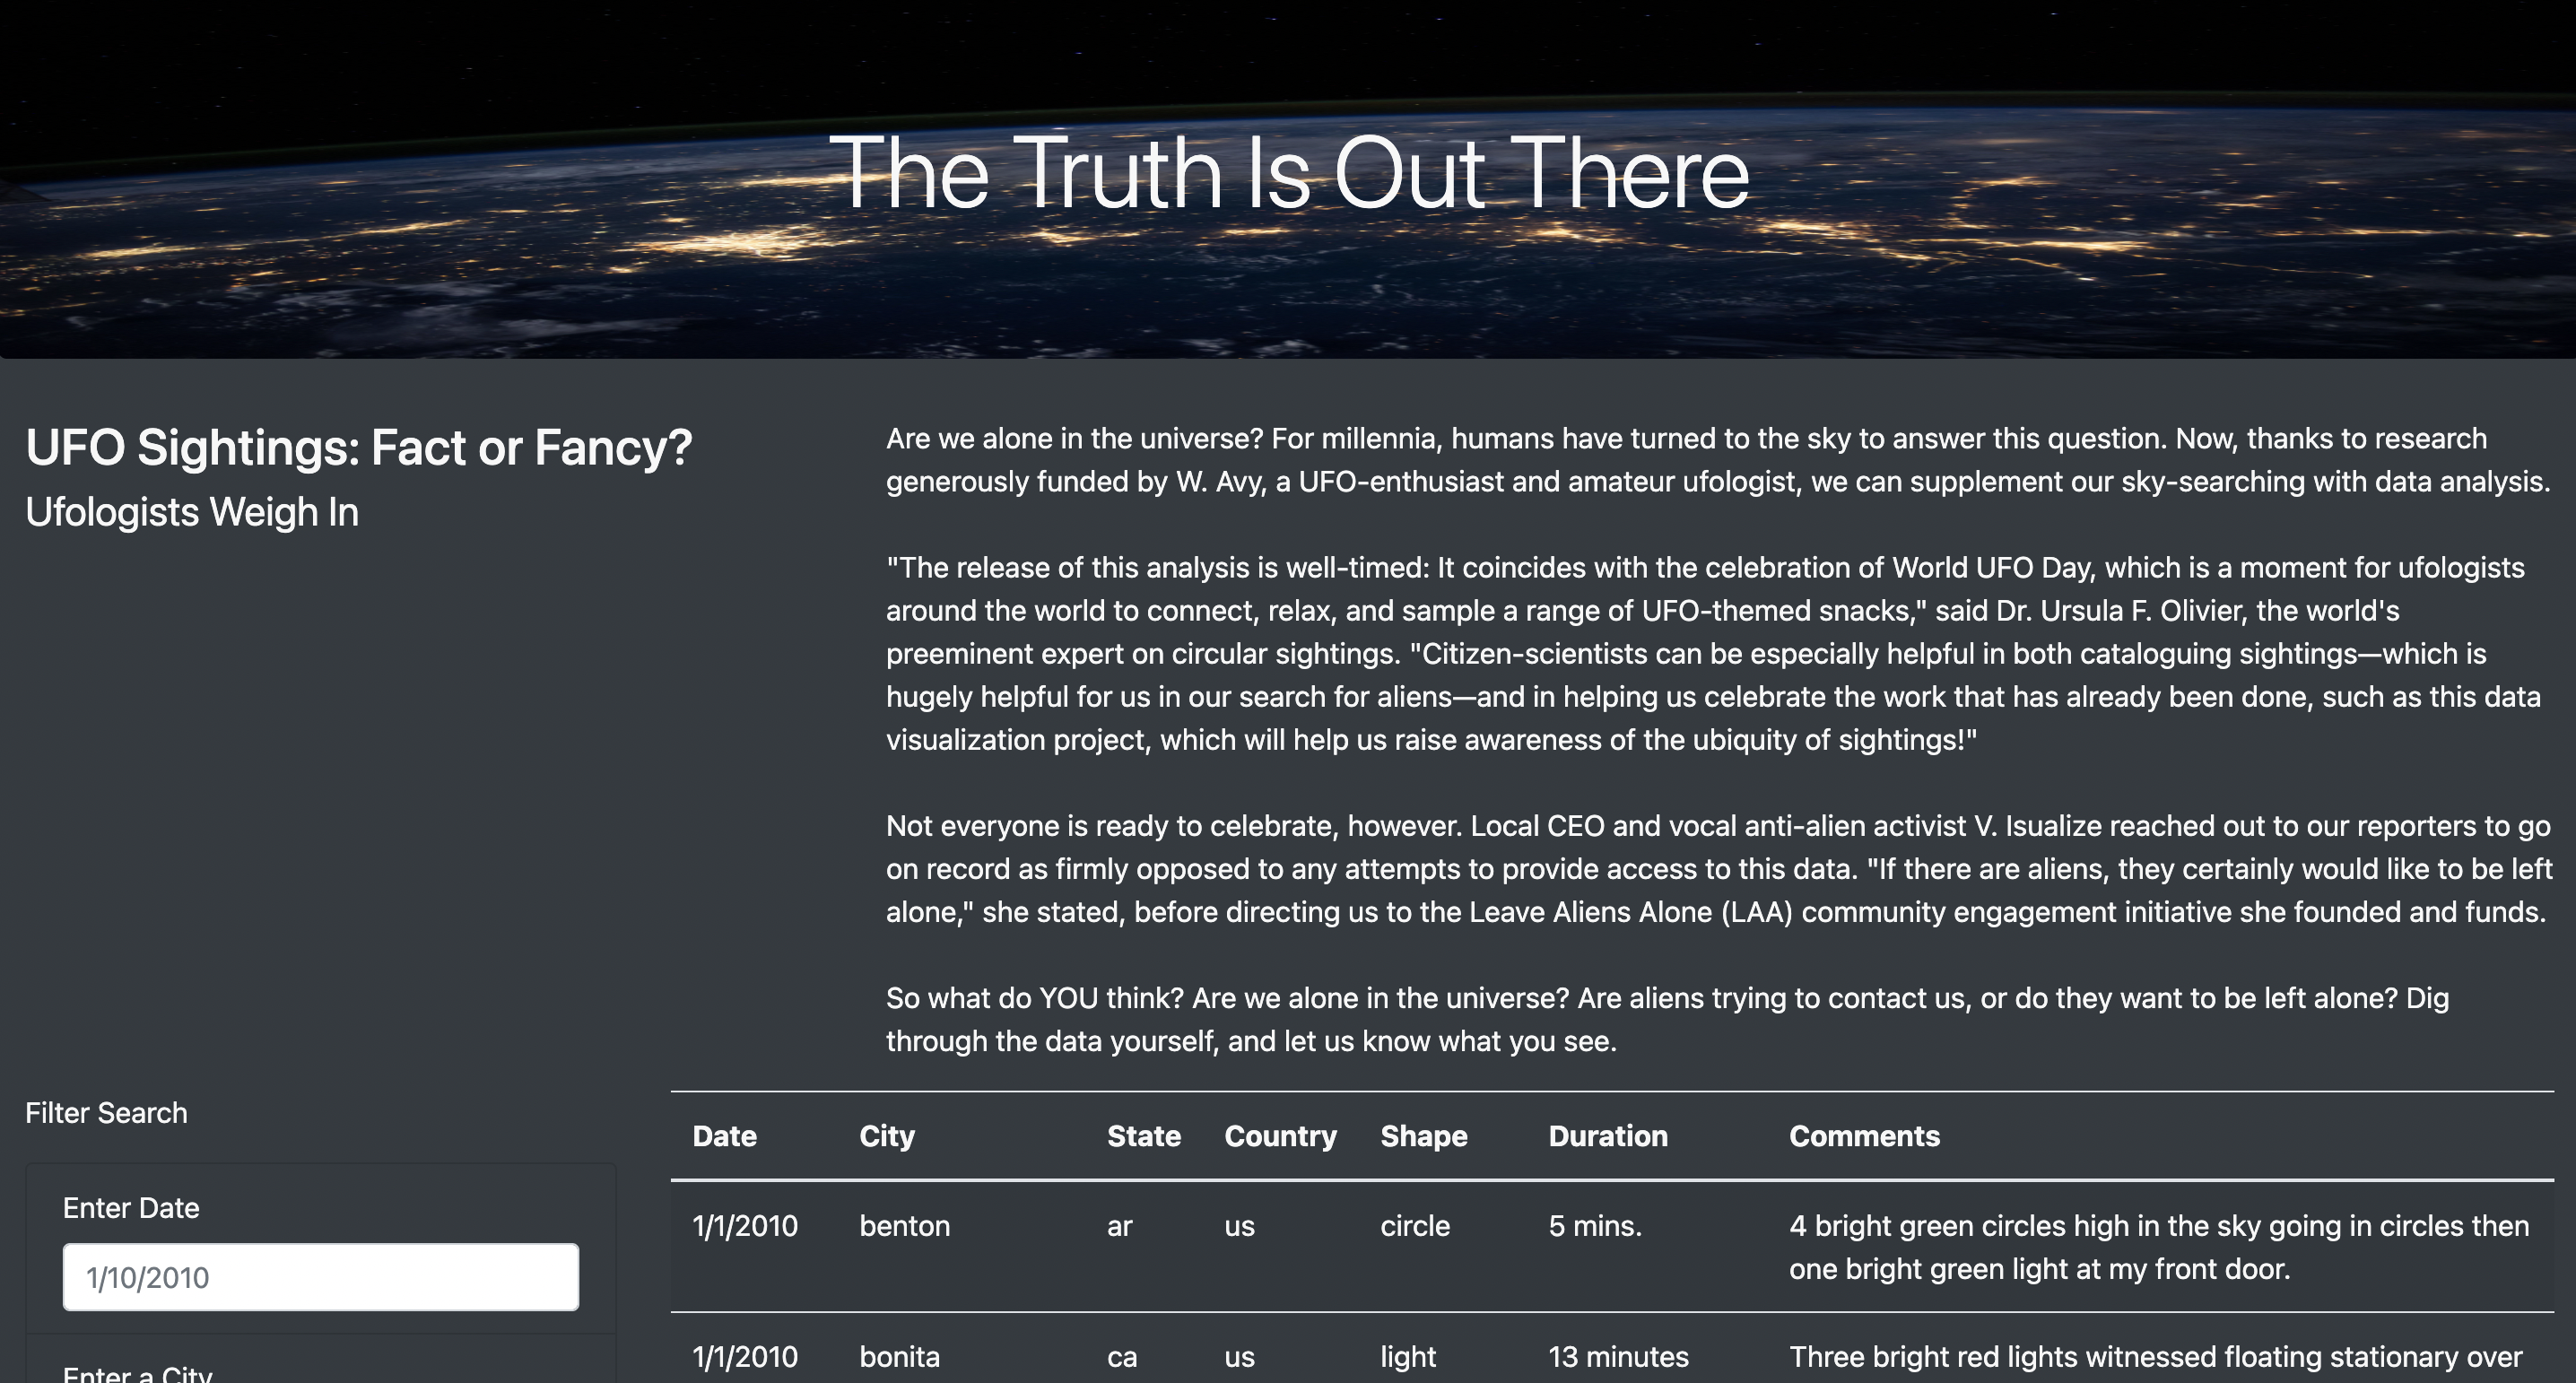 The Truth Is Out There
UFO Sightings: Fact or Fancy?
Ufologists Weigh In
Are we alone in the universe? For millennia, humans have turned to the sky to answer this question. Now, thanks to research
generously funded by W. Avy, a UFO-enthusiast and amateur ufologist, we can supplement our sky-searching with data analysis.
"The release of this analysis is well-timed: It coincides with the celebration of World UFO Day, which is a moment for ufologists
around the world to connect, relax, and sample a range of UFO-themed snacks," said Dr. Ursula F. Olivier, the world's
preeminent expert on circular sightings. "Citizen-scientists can be especially helpful in both cataloguing sightings—which is
hugely helpful for us in our search for aliens—and in helping us celebrate the work that has already been done, such as this data
visualization project, which will help us raise awareness of the ubiquity of sightings!"
Not everyone is ready to celebrate, however. Local CEO and vocal anti-alien activist V. Isualize reached out to our reporters to go
on record as firmly opposed to any attempts to provide access to this data. "If there are aliens, they certainly would like to be left
alone," she stated, before directing us to the Leave Aliens Alone (LAA) community engagement initiative she founded and funds.
So what do YOU think? Are we alone in the universe? Are aliens trying to contact us, or do they want to be left alone? Dig
through the data yourself, and let us know what you see.
Filter Search
Enter Date
1/10/2010
Enter a City
Date City State Country Shape Duration Comments
1/1/2010 benton ar us circle 5 mins. 4 bright green circles high in the sky going in circles then
one bright green light at my front door.
1/1/2010 bonita ca us light 13 minutes Three bright red lights witnessed floating stationary over